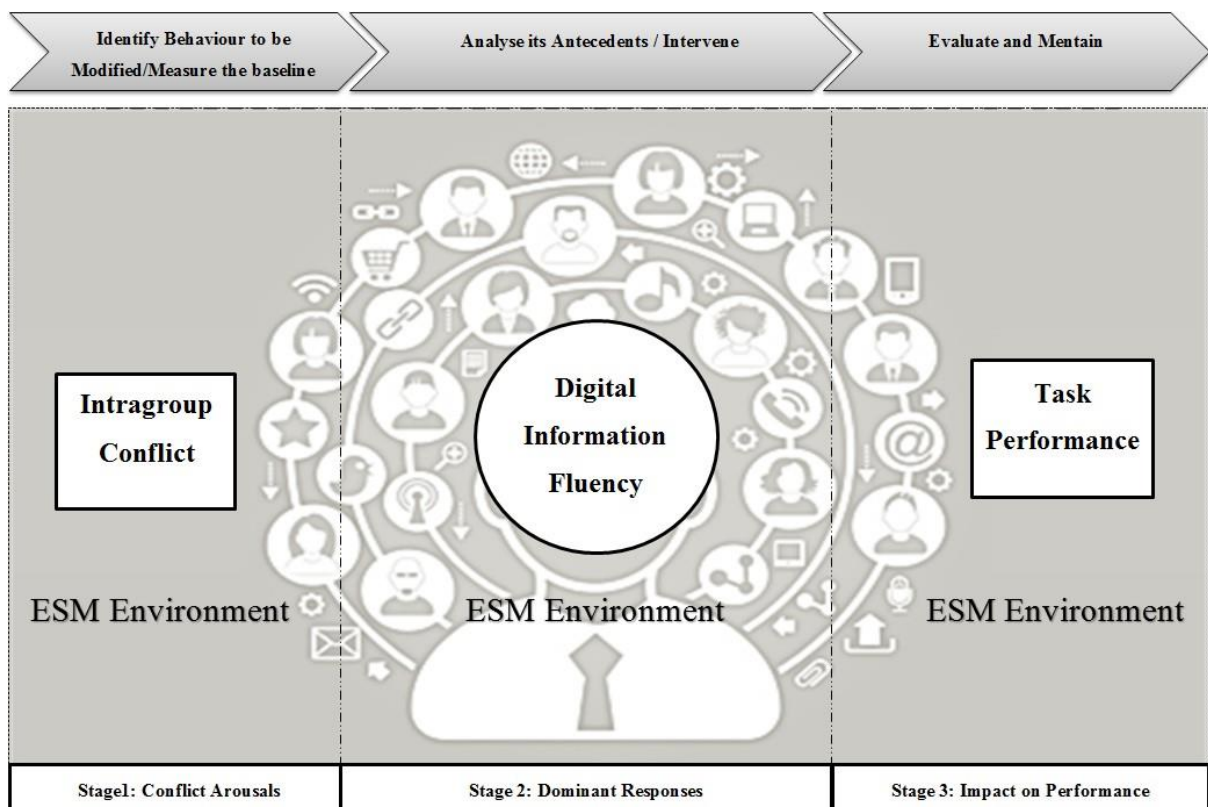 Identify Behaviour to be
Modified/Measure the baseline
Analyse its Antecedents / Intervene
Evaluate and Mentain
Intragroup
Conflict
Digital
Information
Fluency
Task
Performance
@
ESM Environment
ESM Environment
ESM Environment
Stage1: Conflict Arousals
Stage 2: Dominant Responses
Stage 3: Impact on Performance